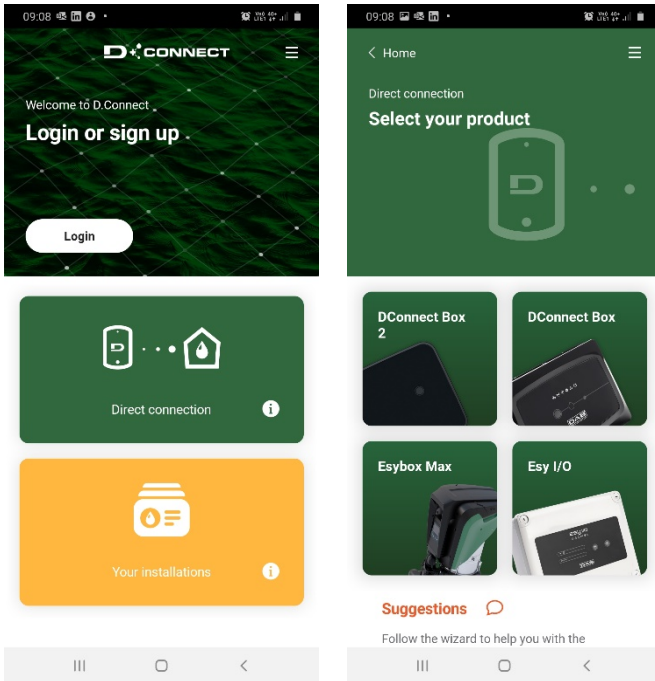 09:08
D+CONNECT
Welcome to D.Connect
Login or sign up
Login
Direct connection
Your installations
09:08
Home
Direct connection
Select your product
D
DConnect Box
2
DConnect Box
DAB
Esybox Max
Esy I/O
DAB
Suggestions
Follow the wizard to help you with the